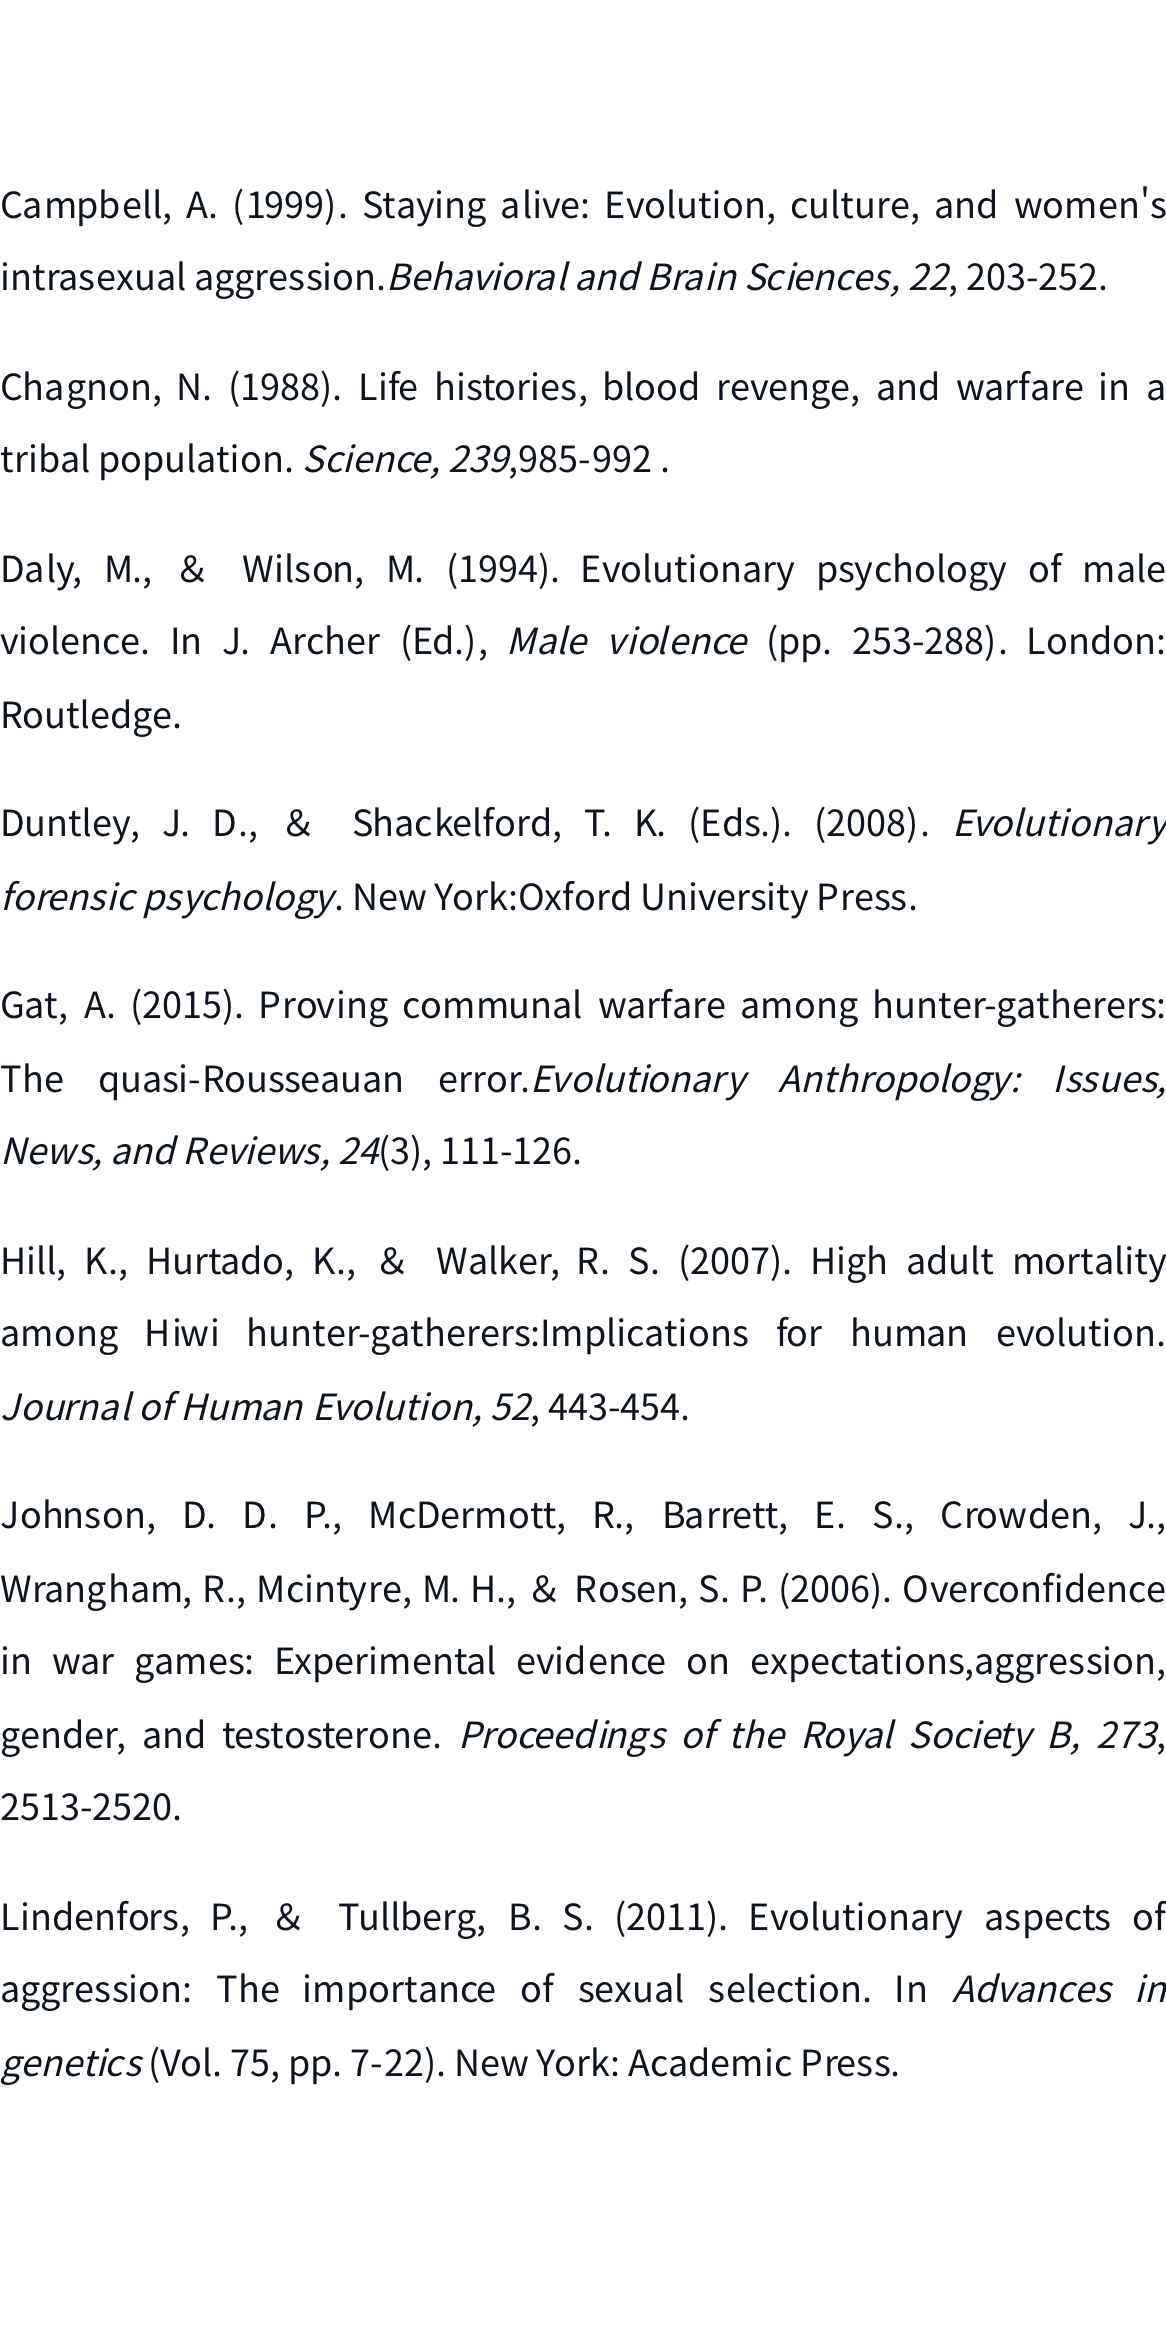 Campbell, A. (1999). Staying alive: Evolution, culture, and women's
intrasexual aggression.Behavioral and Brain Sciences, 22, 203-252.
Chagnon, N. (1988). Life histories, blood revenge, and warfare in a
tribal population. Science, 239,985-992 .
Daly, M., & Wilson, M. (1994). Evolutionary psychology of male
violence. In J. Archer (Ed.), Male violence (pp. 253-288). London:
Routledge.
Duntley, J. D., & Shackelford, T. K. (Eds.). (2008). Evolutionary
forensic psychology. New York:Oxford University Press.
Gat, A. (2015). Proving communal warfare among hunter-gatherers:
The quasi-Rousseauan error.Evolutionary Anthropology: Issues,
News, and Reviews, 24(3), 111-126.
Hill, K., Hurtado, K., & Walker, R. S. (2007). High adult mortality
among Hiwi hunter-gatherers:Implications for human evolution.
Journal of Human Evolution, 52, 443-454.
Johnson, D. D. P., McDermott, R., Barrett, E. S., Crowden, J.,
Wrangham, R., Mcintyre, M. H., & Rosen, S. P. (2006). Overconfidence
in war games: Experimental evidence on expectations,aggression,
gender, and testosterone. Proceedings of the Royal Society B, 273,
2513-2520.
Lindenfors, P., & Tullberg, B. S. (2011). Evolutionary aspects of
aggression: The importance of sexual selection. In Advances in
genetics (Vol. 75, pp. 7-22). New York: Academic Press.